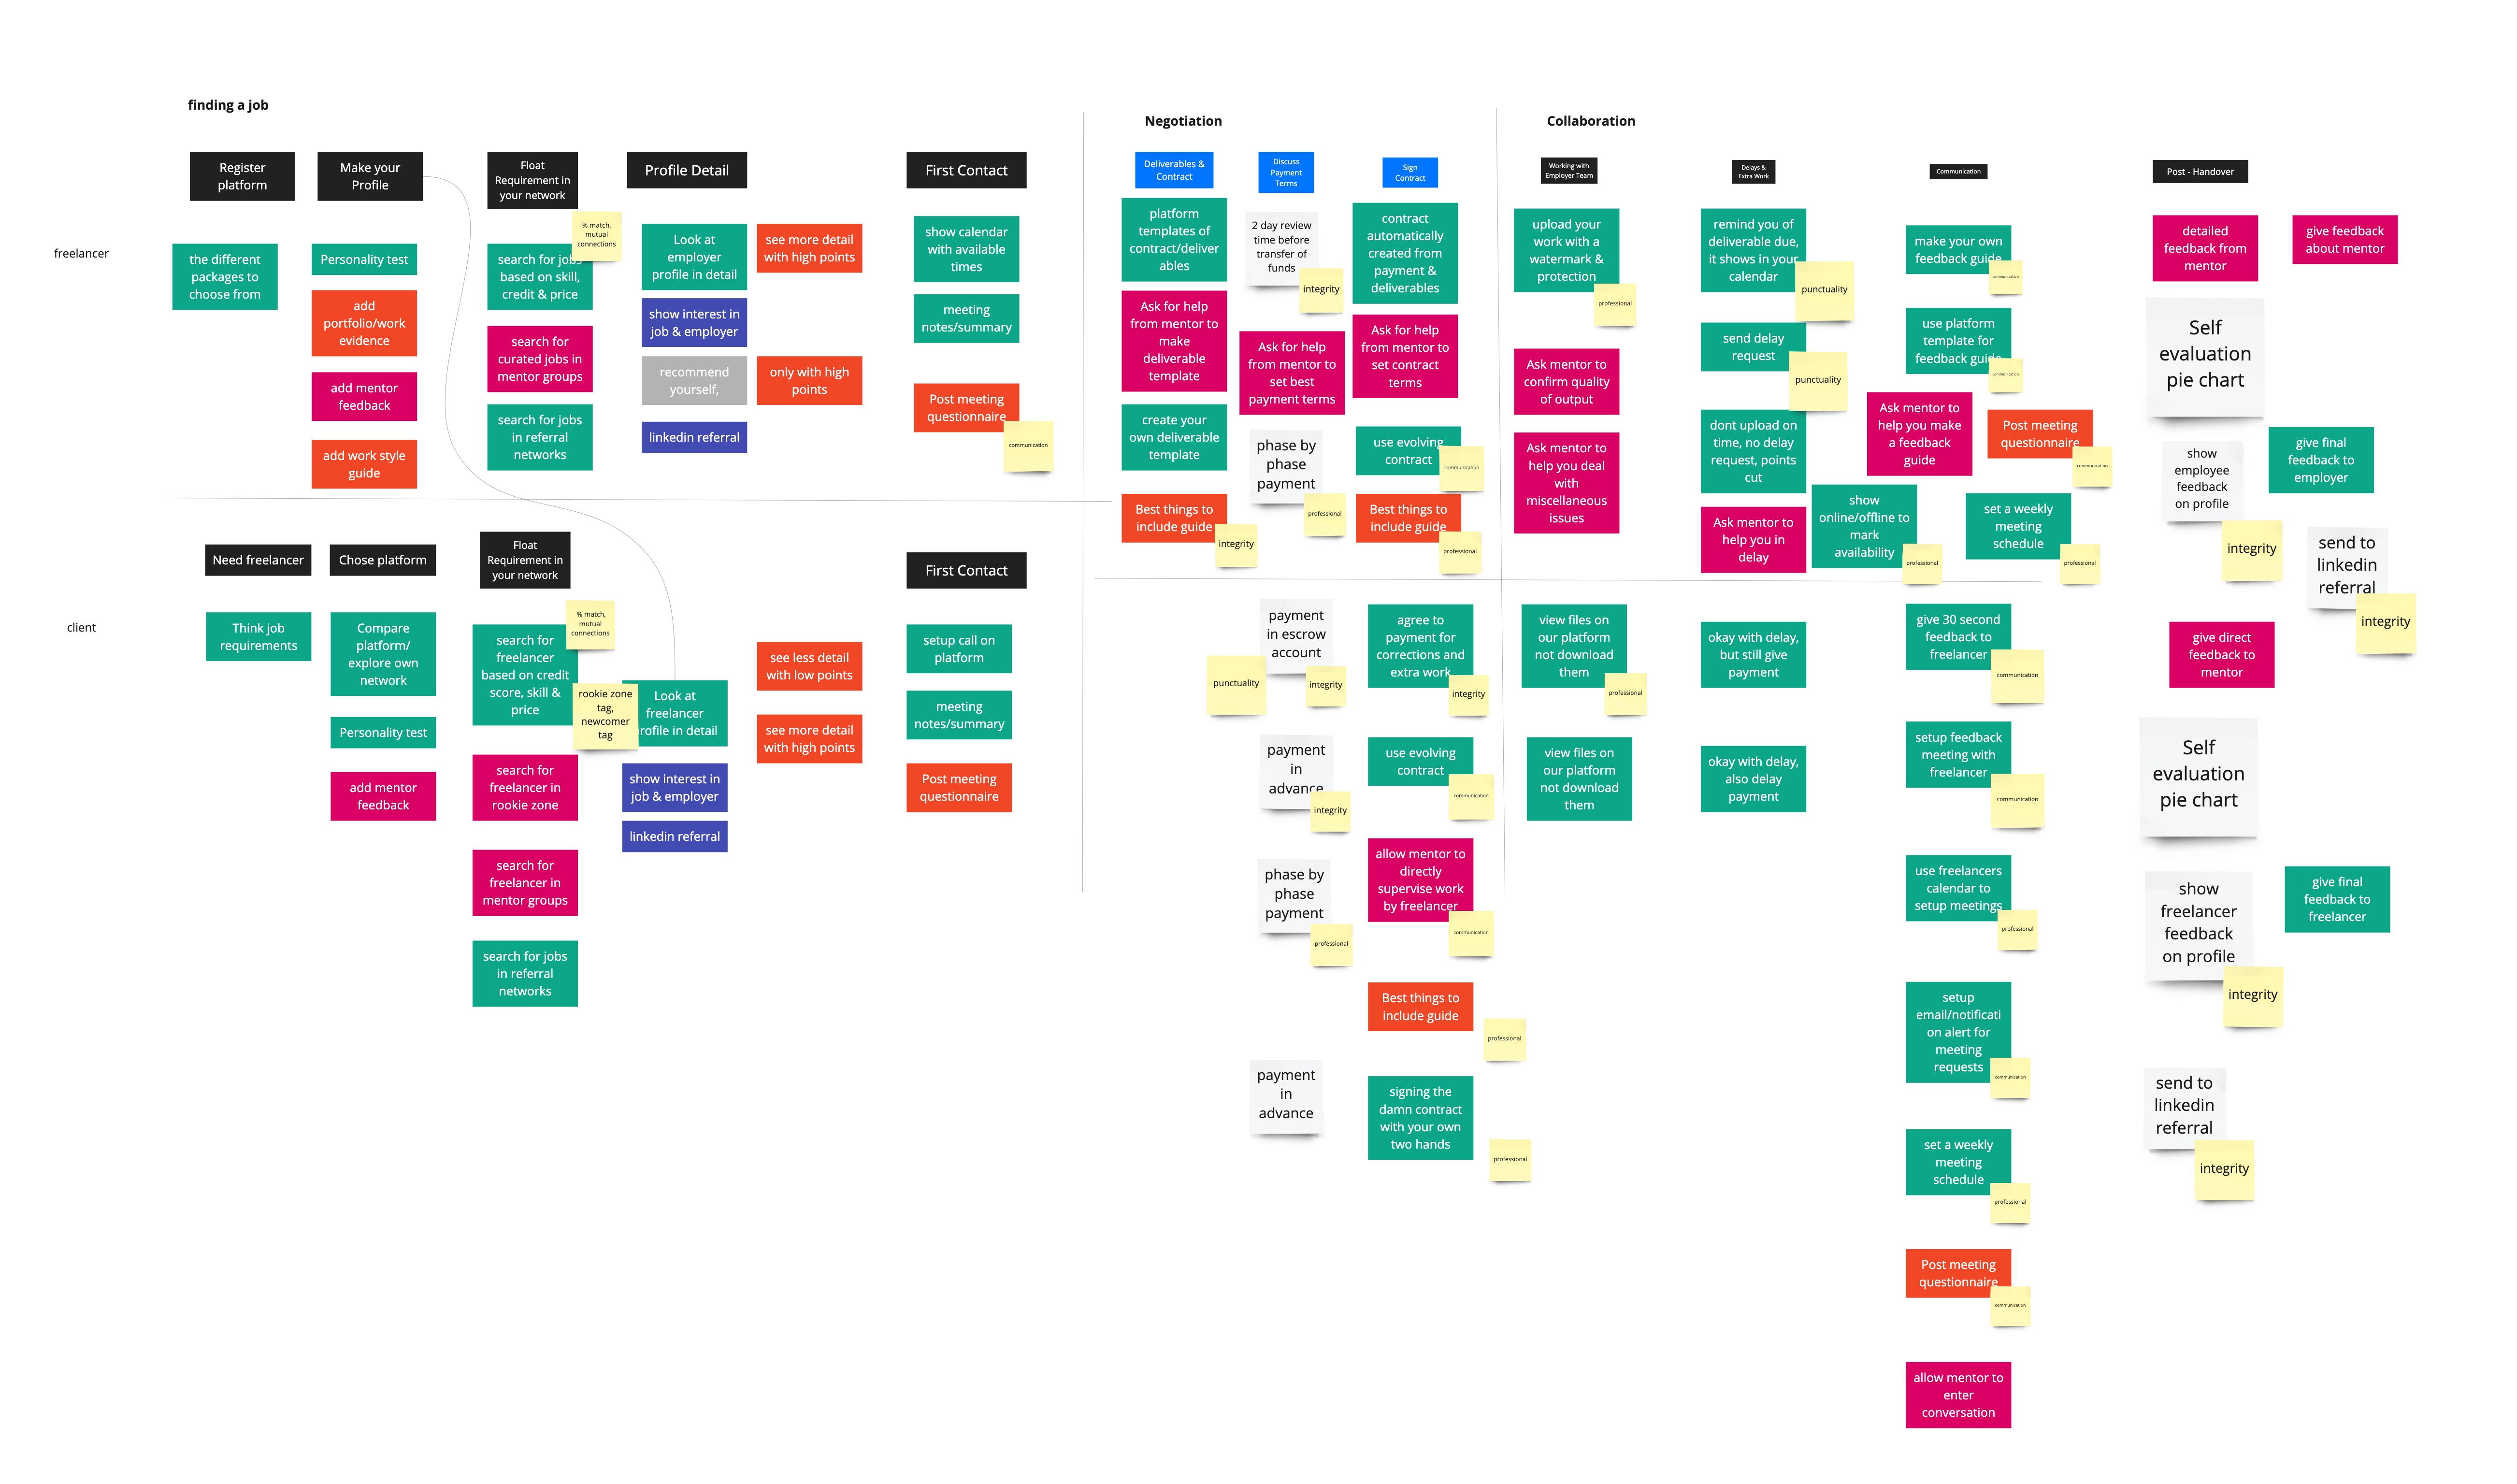 finding a job
Negotiation
Collaboration
Register
platform
Make your
Profile
Float
Requirement in
your network
Profile Detail
First Contact
Deliverables &
Contract
Discuss
Payment
Terms
Sign
Contract
Working with
Employer Team
Delays &
Extra Work
Communication
Post - Handover
freelancer
the different
packages to
choose from
Personality test
add
portfolio/work
evidence
add mentor
feedback
add work style
guide
% match,
mutual
connections
search for jobs
based on skill,
credit & price
search for
curated jobs in
mentor groups
search for jobs
in referral
networks
Look at
employer
profile in detail
show interest in
job & employer
recommend
yourself,
linkedin referral
see more detail
with high points
only with high
points
show calendar
with available
times
meeting
notes/summary
Post meeting
questionnaire
communication
platform
templates of
contract/deliver
ables
Ask for help
from mentor to
make
deliverable
template
create your
own deliverable
template
Best things to
include guide
integrity
2 day review
time before
transfer of
funds
integrity
Ask for help
from mentor to
set best
payment terms
phase by
phase
payment
professional
contract
automatically
created from
payment &
deliverables
Ask for help
from mentor to
set contract
terms
use evolving
contract
communication
Best things to
include guide
professional
upload your
work with a
watermark &
protection
professional
Ask mentor to
confirm quality
of output
Ask mentor to
help you deal
with
miscellaneous
issues
remind you of
deliverable due,
it shows in your
calendar
punctuality
send delay
request
punctuality
dont upload on
time, no delay
request, points
cut
Ask mentor to
help you in
delay
make your own
feedback guide
communication
use platform
template for
feedback guide
communication
Ask mentor to
help you make
a feedback
guide
Post meeting
questionnaire
communication
show
online/offline to
mark
availability
professional
set a weekly
meeting
schedule
professional
detailed
feedback from
mentor
give feedback
about mentor
Self
evaluation
pie chart
show
employee
feedback
on profile
integrity
give final
feedback to
employer
send to
linkedin
referral
integrity
client
Need freelancer
Chose platform
Float
Requirement in
your network
First Contact
Think job
requirements
Compare
platform/
explore own
network
Personality test
add mentor
feedback
% match,
mutual
connections
search for
freelancer
based on credit
score, skill &
price
rookie zone
tag,
newcomer
tag
search for
freelancer in
rookie zone
search for
freelancer in
mentor groups
search for jobs
in referral
networks
Look at
freelancer
profile in detail
show interest in
job & employer
linkedin referral
see less detail
with low points
see more detail
with high points
setup call on
platform
meeting
notes/summary
Post meeting
questionnaire
payment
in escrow
account
punctuality
integrity
payment
in
advance
integrity
phase by
phase
payment
professional
payment
in
advance
agree to
payment for
corrections and
extra work
integrity
use evolving
contract
communication
allow mentor to
directly
supervise work
by freelancer
communication
Best things to
include guide
professional
signing the
damn contract
with your own
two hands
professional
view files on
our platform
not download
them
professional
view files on
our platform
not download
them
okay with delay,
but still give
payment
okay with delay,
also delay
payment
give 30 second
feedback to
freelancer
communication
setup feedback
meeting with
freelancer
communication
use freelancers
calendar to
setup meetings
professional
setup
email/notificati
on alert for
meeting
requests
communication
set a weekly
meeting
schedule
professional
Post meeting
questionnaire
communication
allow mentor to
enter
conversation
give direct
feedback to
mentor
Self
evaluation
pie chart
show
freelancer
feedback
on profile
integrity
give final
feedback to
freelancer
send to
linkedin
referral
integrity